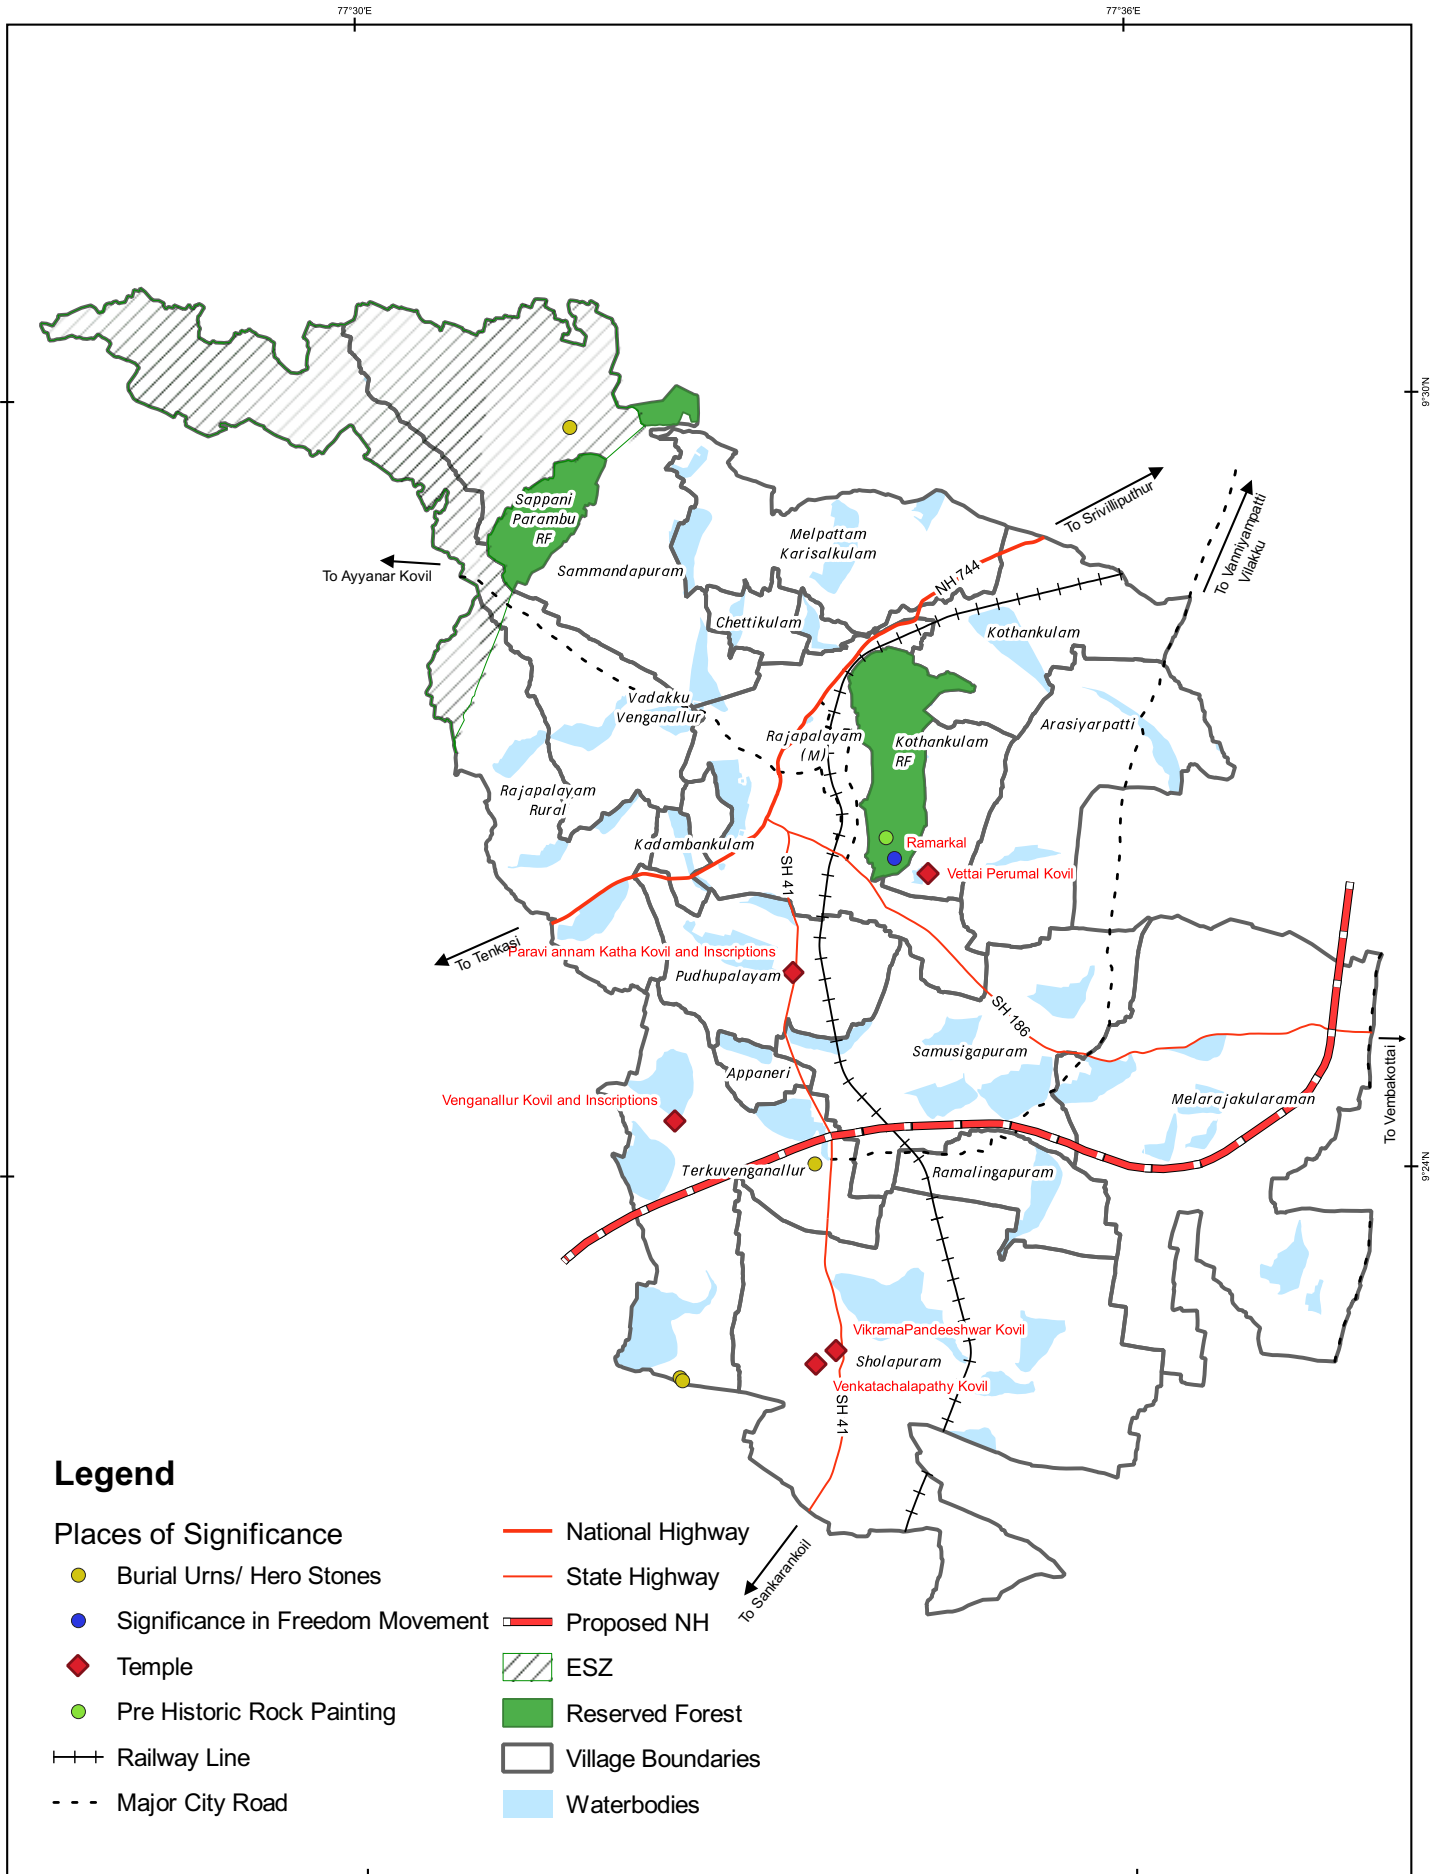 77°30'E
77°36'E
9°30'N
Sappani
Parambu
RF
To Srivilliputhur
To Vanniyampatti
Vilakku
Melpattam
Karisalkulam
To Ayyanar Kovil
Sammandapuram
NH 744
Chettikulam
Kothankulam
Vadakku
Venganallur
Arasiyarpatti
Rajapalayam
(M)
Kothankulam
RF
Rajapalayam
Rural
Kadambankulam
Ramarkal
SH 41
Vettai Perumal Kovil
To Tenkasi
Paravi annam Katha Kovil and Inscriptions
Pudhupalayam
SH 186
Samusigapuram
Appaneri
To Vembakottai
Venganallur Kovil and Inscriptions
Melarajakularaman
9°24'N
Terkuvenganallur
Ramalingapuram
VikramaPandeeshwar Kovil
Sholapuram
Venkatachalapathy Kovil
SH 41
To Sankarankoil
Legend
Places of Significance
Burial Urns/ Hero Stones
Significance in Freedom Movement
Temple
Pre Historic Rock Painting
Railway Line
Major City Road
National Highway
State Highway
Proposed NH
ESZ
Reserved Forest
Village Boundaries
Waterbodies